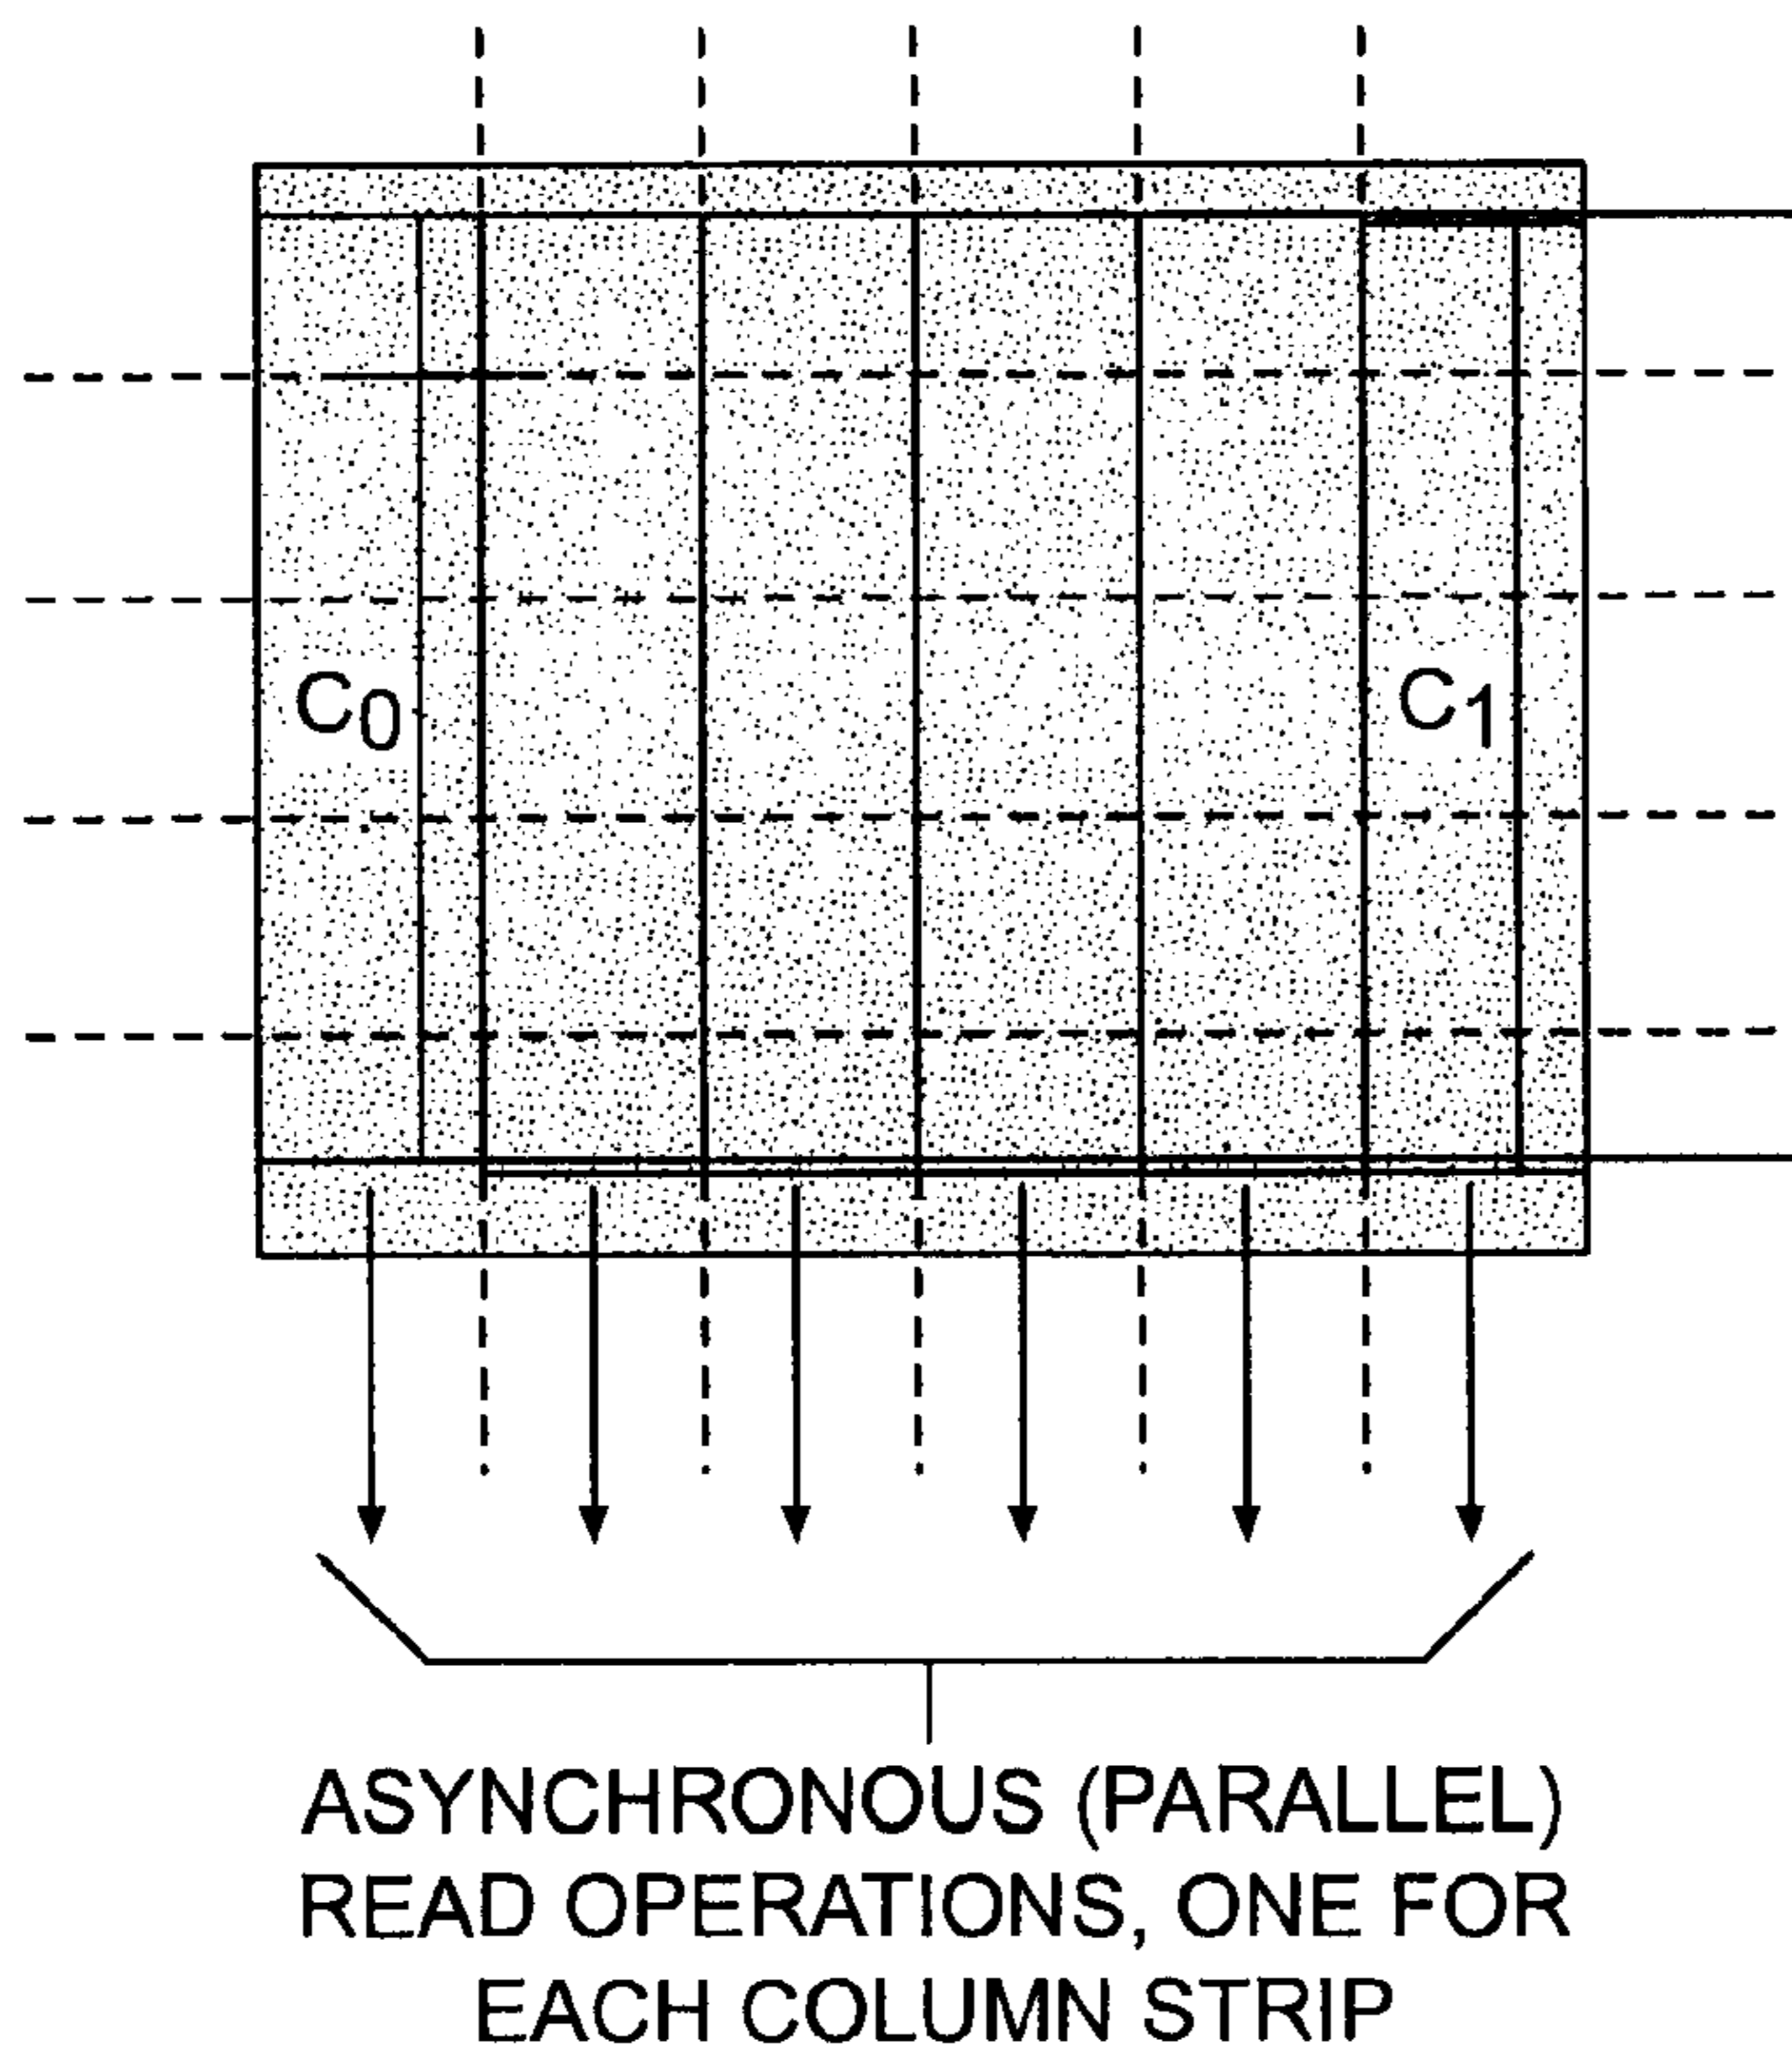 C0 C1
ASYNCHRONOUS (PARALLEL)
READ OPERATIONS, ONE FOR
EACH COLUMN STRIP